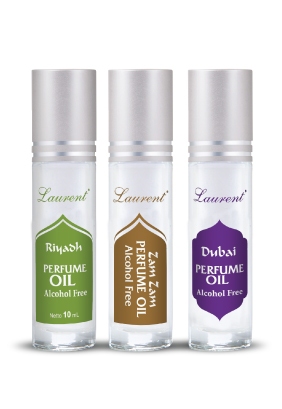 Laurent
Riyadh
PERFUME
OIL
Alcohol Free
Netto 10 mL
Laurent
Zam Zam
PERFUME OIL
Alcohol Free
Laurent
Dubai
PERFUME
OIL
Alcohol Free